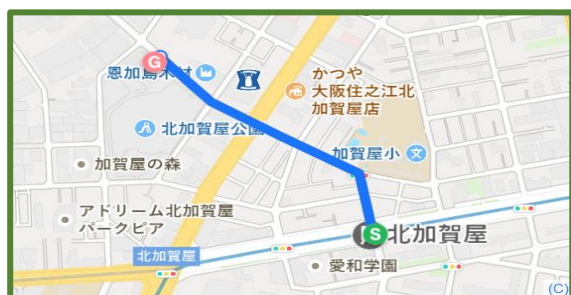 G
恩加島木材
かつや
大阪住之江北
加賀屋店
北加賀屋公園
加賀屋小
文
加賀屋の森
アドリーム北加賀屋
パークピア
S
北加賀屋
北加賀屋
愛和学園
(C)